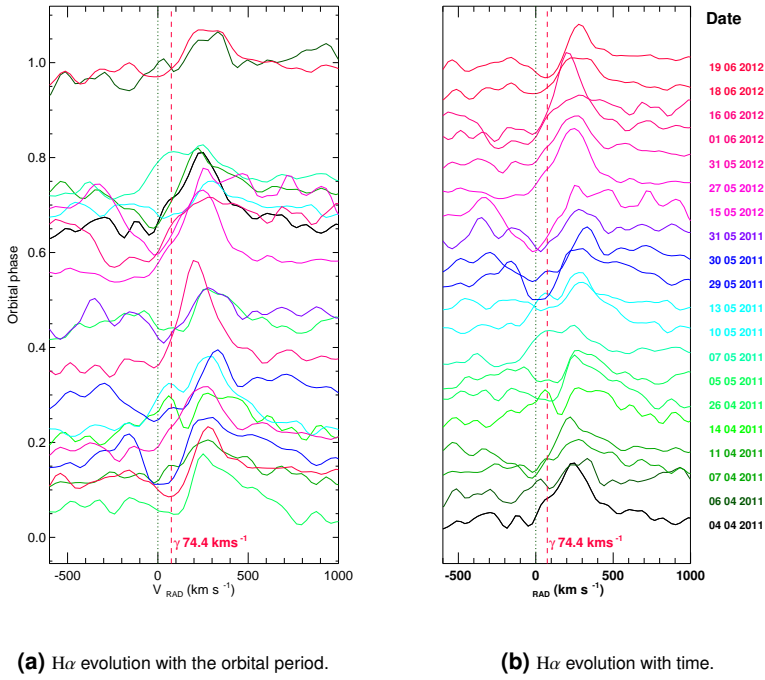 Date
1.0
0.8
0.6
0.4
0.2
0.0
Orbital phase
γ 74.4 kms -1
-500 0 500 1000
V RAD (km s -1)
-500 0 500 1000
19 06 2012
18 06 2012
16 06 2012
01 06 2012
31 05 2012
27 05 2012
15 05 2012
31 05 2011
30 05 2011
29 05 2011
13 05 2011
10 05 2011
07 05 2011
05 05 2011
26 04 2011
14 04 2011
11 04 2011
07 04 2011
06 04 2011
04 04 2011
γ 74.4 kms -1
-500 0 500 1000
RAD (km s -1)
(a) Hα evolution with the orbital period.
(b) Hα evolution with time.